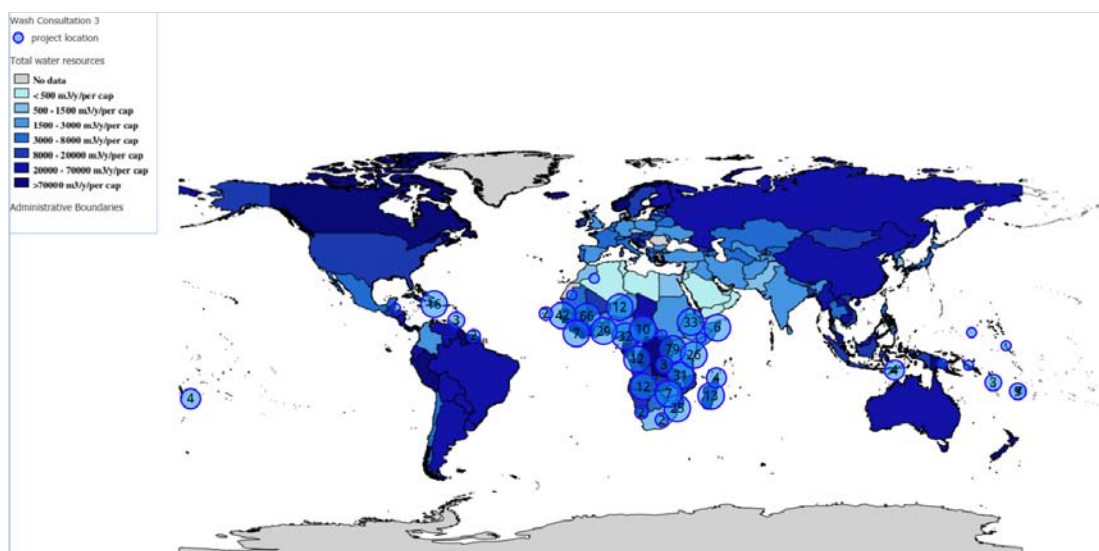 Wash Consultation 3
project location
Total water resources
No data
< 500 m3/y/per cap
500 - 1500 m3/y/per cap
1500 - 3000 m3/y/per cap
3000 - 8000 m3/y/per cap
8000 - 20000 m3/y/per cap
20000 - 70000 m3/y/per cap
>70000 m3/y/per cap
Administrative Boundaries
16
3
2
42
66
12
7
29
32
10
33
6
79
26
12
3
31
4
12
7
13
25
2
4
3
4